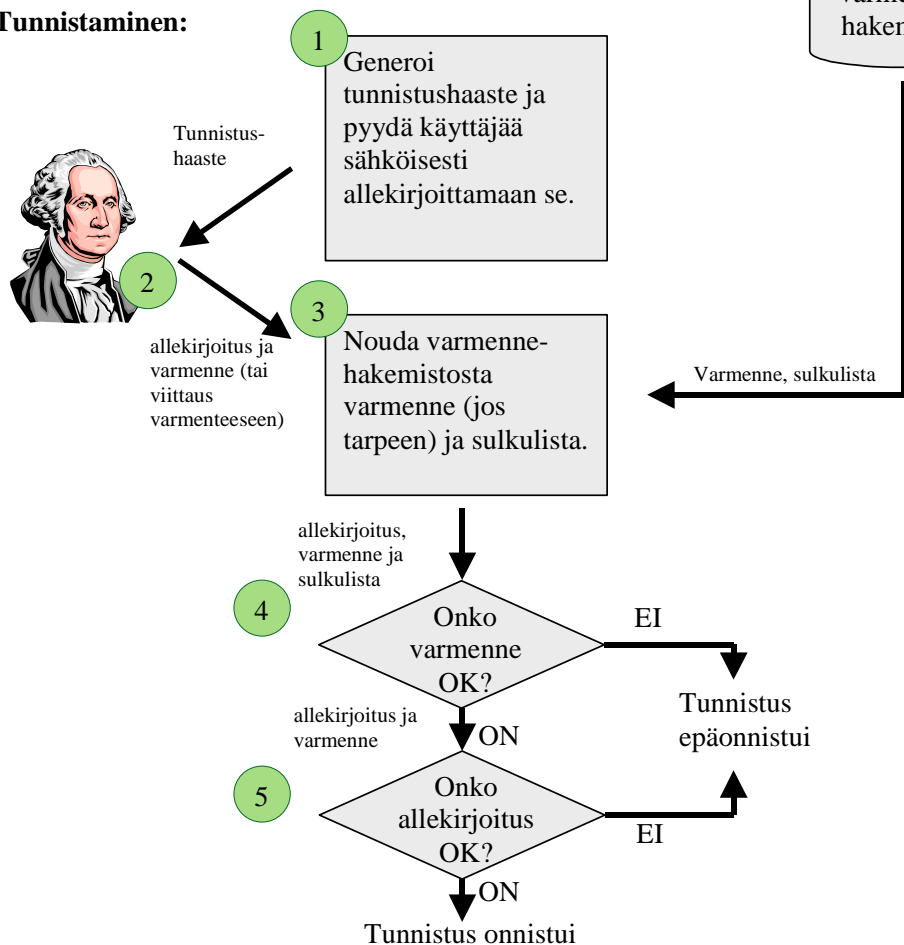 Tunnistaminen:
hakem
1
Generoi
tunnistushaaste ja
pyydä käyttäjää
sähköisesti
allekirjoittamaan se.
Tunnistus-
haaste
2
allekirjoitus ja
varmenne (tai
viittaus
varmenteeseen)
3
Nouda varmenne-
hakemistosta
varmenne (jos
tarpeen) ja sulkulista.
Varmenne, sulkulista
allekirjoitus,
varmenne ja
sulkulista
4
Onko
varmenne
OK?
EI
Tunnistus
epäonnistui
allekirjoitus ja
varmenne
ON
5
Onko
allekirjoitus
OK?
EI
ON
Tunnistus onnistui